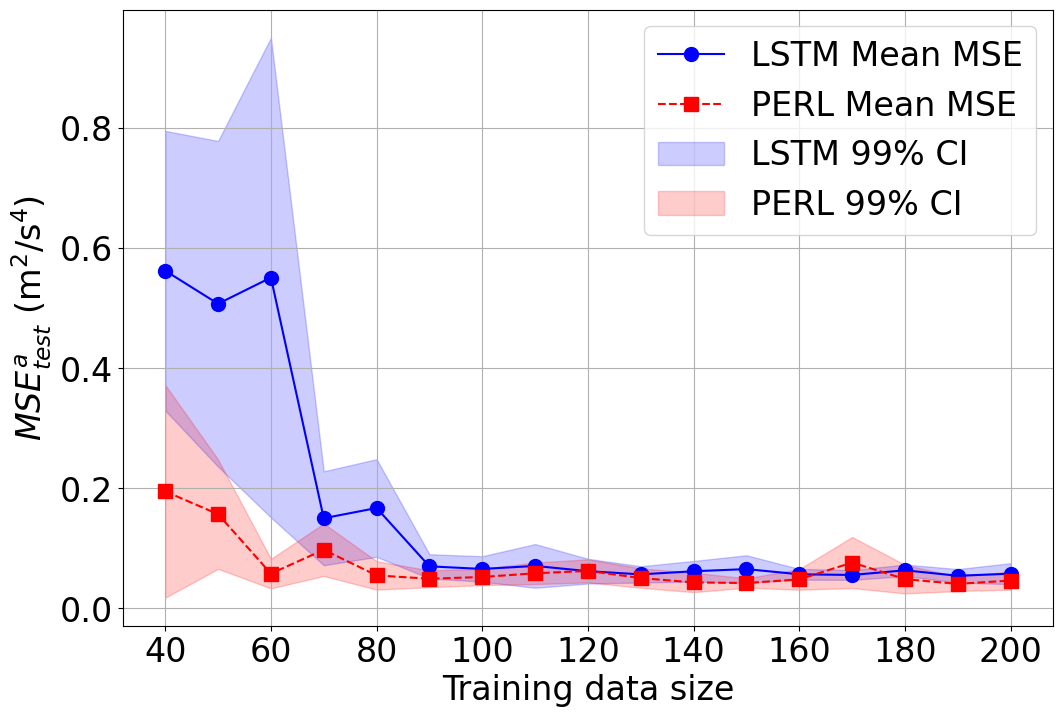 LSTM Mean MSE
PERL Mean MSE
LSTM 99% CI
PERL 99% CI
0.8
0.6
0.4
0.2
0.0
MSE^a_test (m²/s⁴)
40 60 80 100 120 140 160 180 200
Training data size